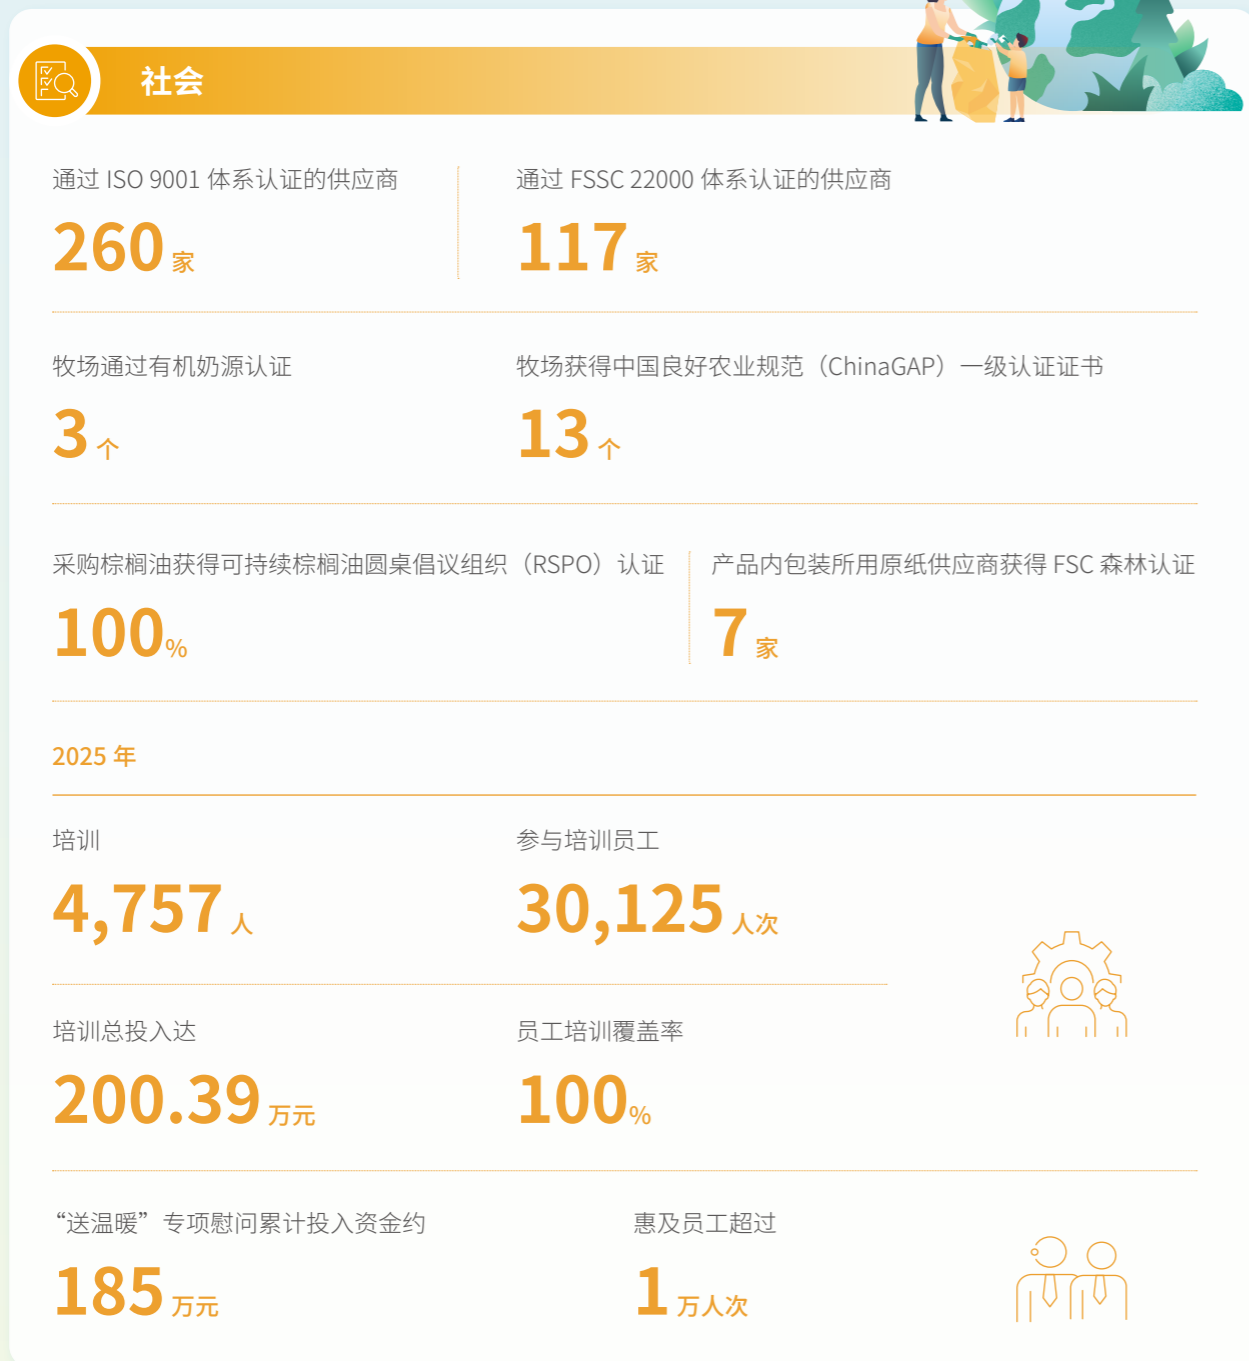 社会
通过 ISO 9001 体系认证的供应商
260 家
通过 FSSC 22000 体系认证的供应商
117 家
牧场通过有机奶源认证
3 个
牧场获得中国良好农业规范（ChinaGAP）一级认证证书
13 个
采购棕榈油获得可持续棕榈油圆桌倡议组织（RSPO）认证
100%
产品内包装所用原纸供应商获得 FSC 森林认证
7 家
2025 年
培训
4,757 人
参与培训员工
30,125 人次
培训总投入达
200.39 万元
员工培训覆盖率
100%
“送温暖”专项慰问累计投入资金约
185 万元
惠及员工超过
1 万人次